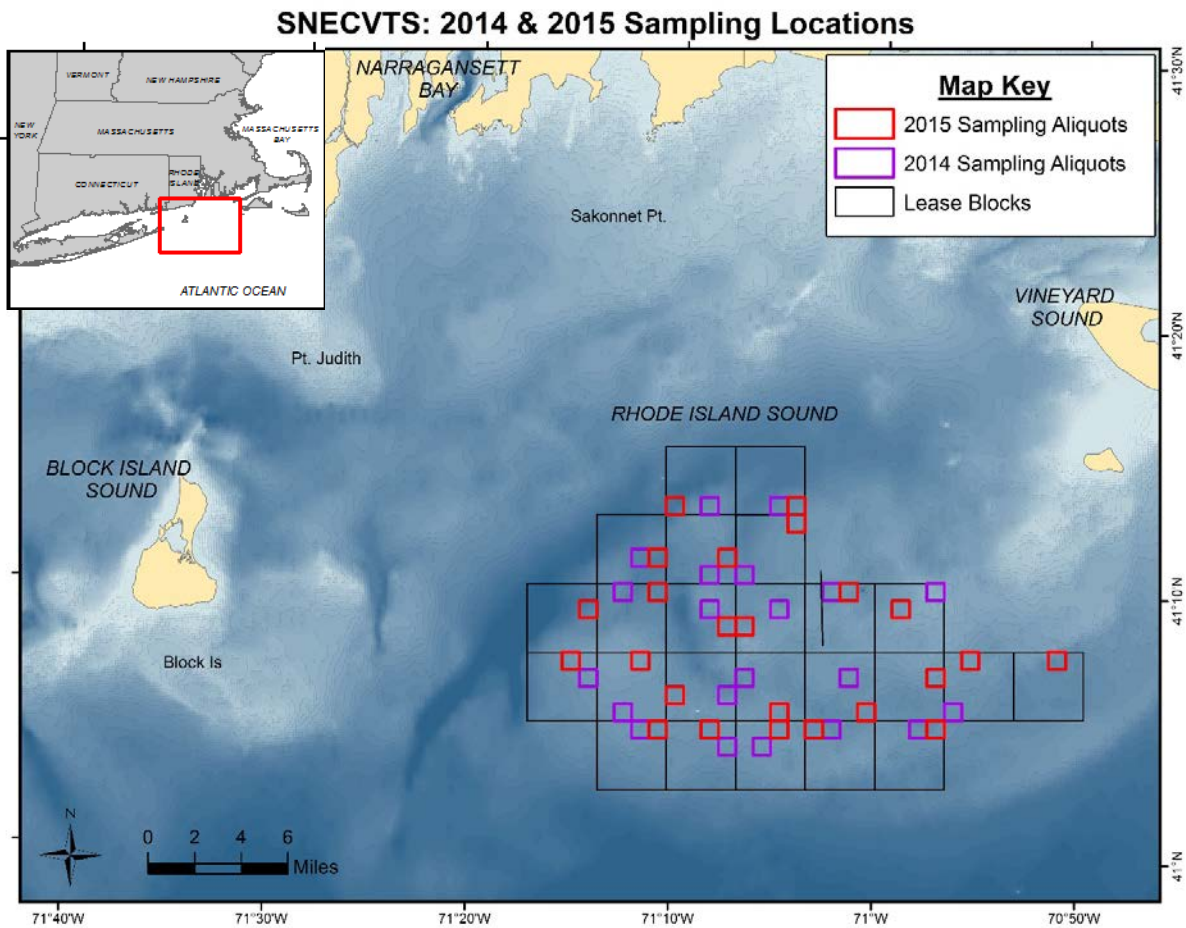 SNECVTS: 2014 & 2015 Sampling Locations
VERMONT
NEW HAMPSHIRE
NEW
YORK
MASSACHUSETTS
MASSACHUSETTS
BAY
CONNECTICUT
RHODE
ISLAND
ATLANTIC OCEAN
NARRAGANSETT
BAY
Map Key
2015 Sampling Aliquots
2014 Sampling Aliquots
Lease Blocks
41°30'N
Sakonnet Pt.
VINEYARD
SOUND
41°20'N
Pt. Judith
RHODE ISLAND SOUND
BLOCK ISLAND
SOUND
41°10'N
Block Is
N
0 2 4 6
Miles
41°N
71°40'W 71°30'W 71°20'W 71°10'W 71°W 70°50'W